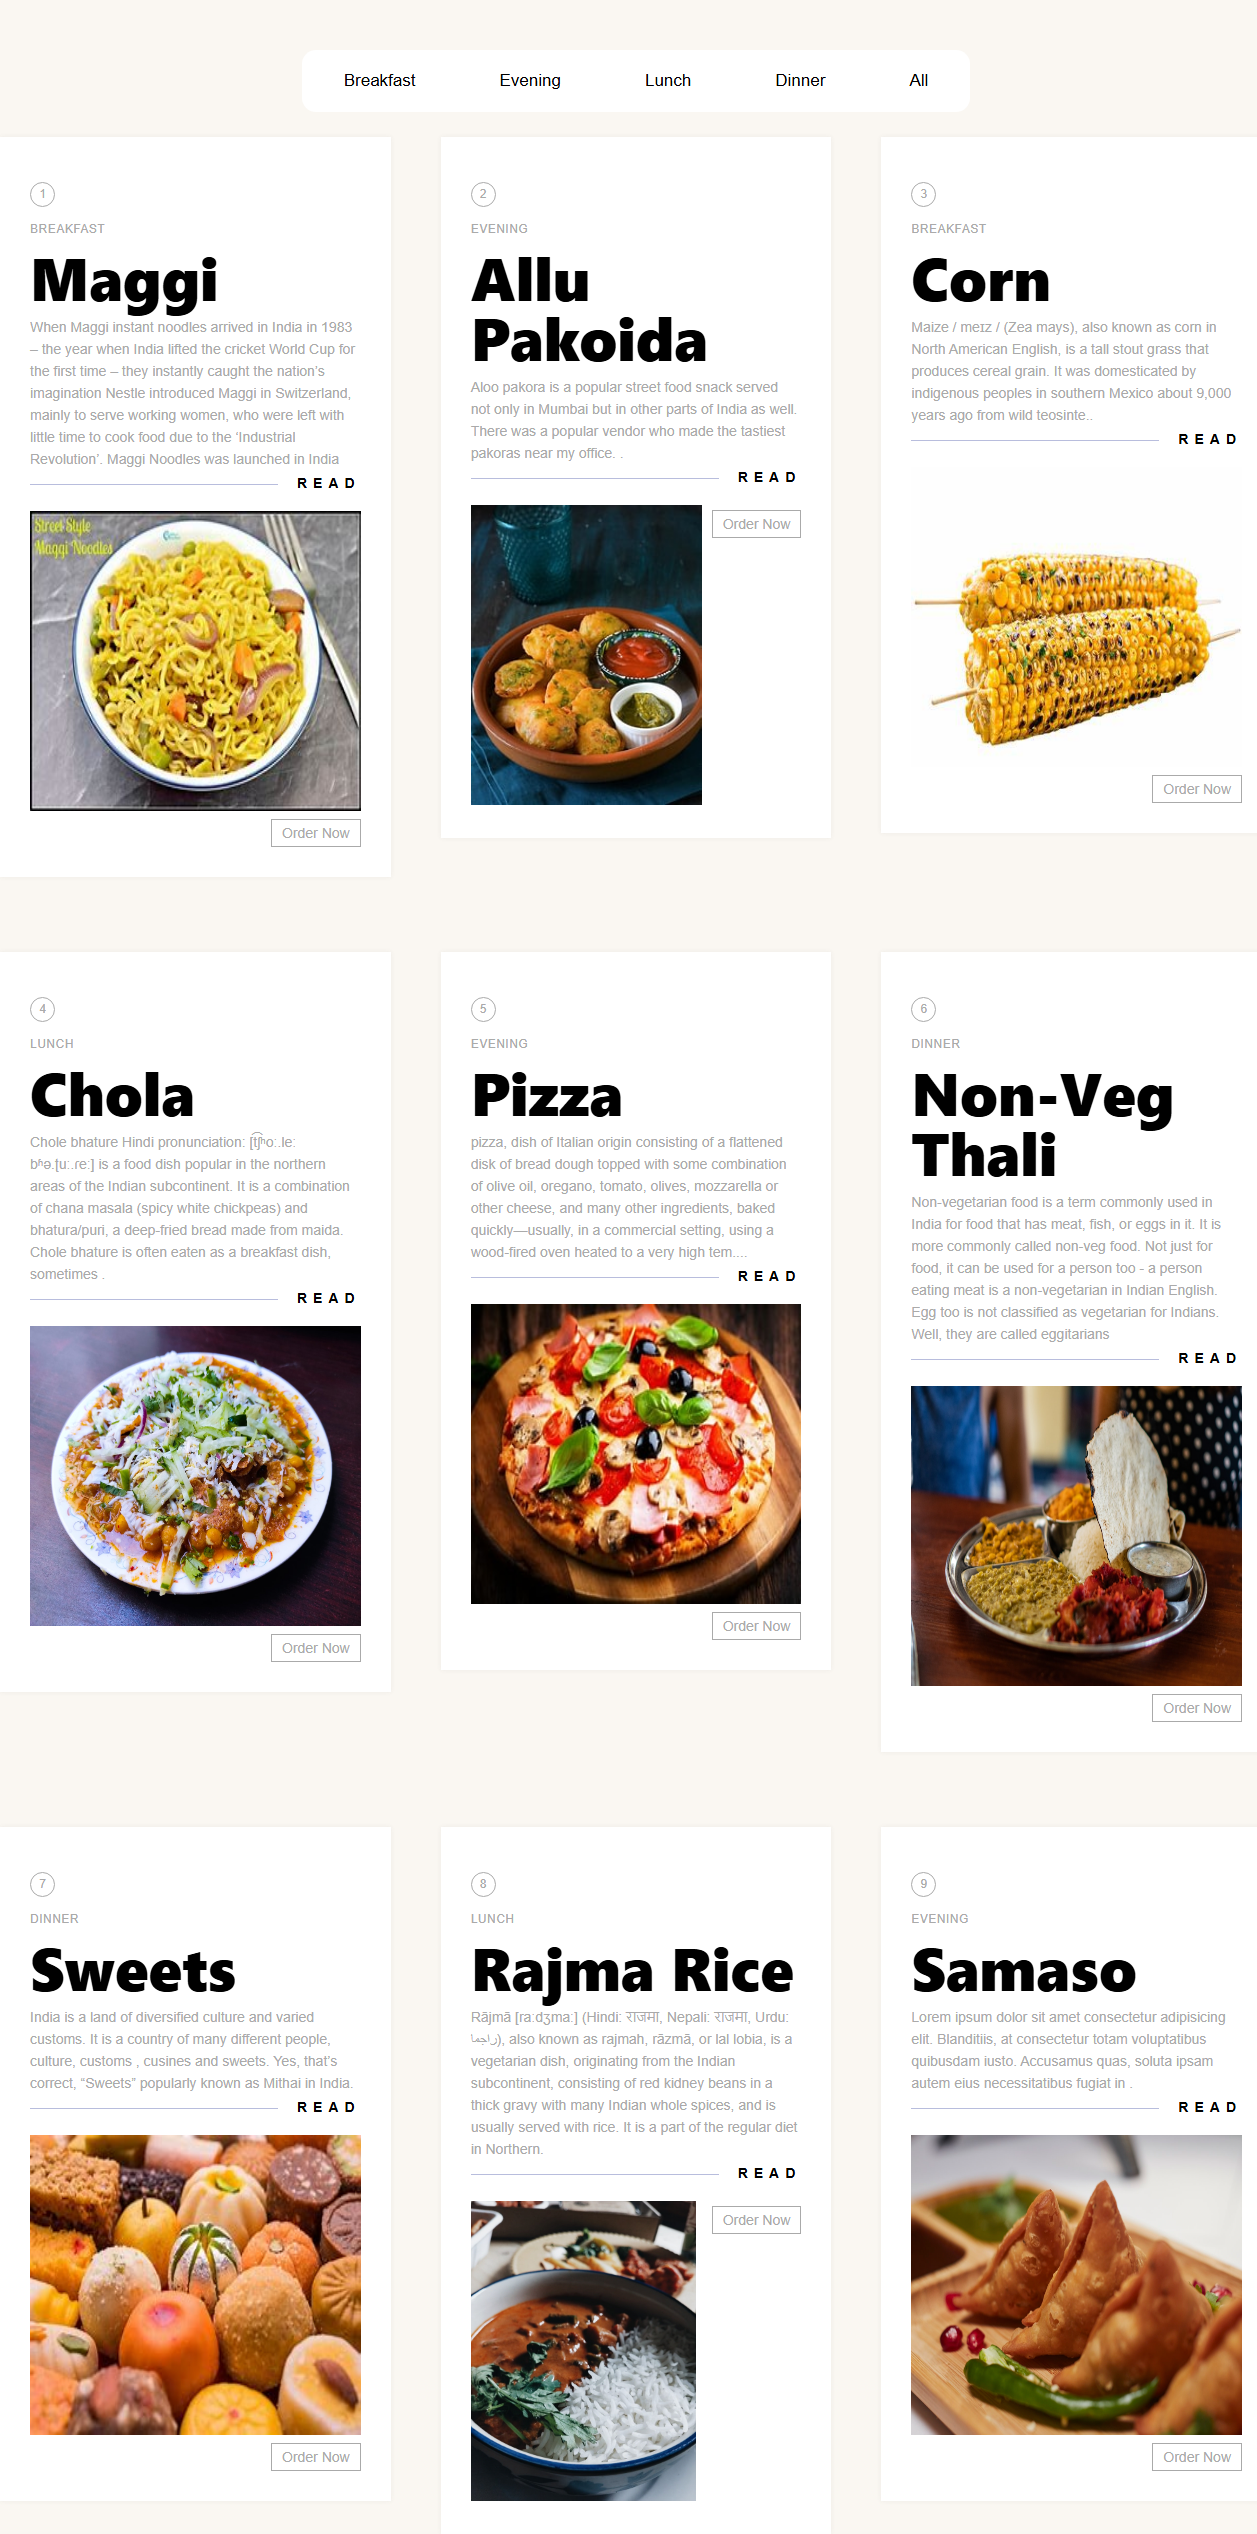 Breakfast Evening Lunch Dinner All
1
BREAKFAST
Maggi
When Maggi instant noodles arrived in India in 1983
– the year when India lifted the cricket World Cup for
the first time – they instantly caught the nation's
imagination Nestle introduced Maggi in Switzerland,
mainly to serve working women, who were left with
little time to cook food due to the 'Industrial
Revolution'. Maggi Noodles was launched in India
READ
Street Style
Maggi Noodles
Order Now
2
EVENING
Allu
Pakoida
Aloo pakora is a popular street food snack served
not only in Mumbai but in other parts of India as well.
There was a popular vendor who made the tastiest
pakoras near my office. .
READ
Order Now
3
BREAKFAST
Corn
Maize / meɪz / (Zea mays), also known as corn in
North American English, is a tall stout grass that
produces cereal grain. It was domesticated by
indigenous peoples in southern Mexico about 9,000
years ago from wild teosinte..
READ
Order Now
4
LUNCH
Chola
Chole bhature Hindi pronunciation: [t͡ʃʰoː.leː
bʱə.ʈuː.reː] is a food dish popular in the northern
areas of the Indian subcontinent. It is a combination
of chana masala (spicy white chickpeas) and
bhatura/puri, a deep-fried bread made from maida.
Chole bhature is often eaten as a breakfast dish,
sometimes .
READ
Order Now
5
EVENING
Pizza
pizza, dish of Italian origin consisting of a flattened
disk of bread dough topped with some combination
of olive oil, oregano, tomato, olives, mozzarella or
other cheese, and many other ingredients, baked
quickly—usually, in a commercial setting, using a
wood-fired oven heated to a very high tem....
READ
Order Now
6
DINNER
Non-Veg
Thali
Non-vegetarian food is a term commonly used in
India for food that has meat, fish, or eggs in it. It is
more commonly called non-veg food. Not just for
food, it can be used for a person too - a person
eating meat is a non-vegetarian in Indian English.
Egg too is not classified as vegetarian for Indians.
Well, they are called eggitarians
READ
Order Now
7
DINNER
Sweets
India is a land of diversified culture and varied
customs. It is a country of many different people,
culture, customs , cusines and sweets. Yes, that's
correct, “Sweets” popularly known as Mithai in India.
READ
Order Now
8
LUNCH
Rajma Rice
Rājmā [raːdʒmaː] (Hindi: राजमा, Nepali: राजमा, Urdu:
راجما), also known as rajmah, rāzmā, or lal lobia, is a
vegetarian dish, originating from the Indian
subcontinent, consisting of red kidney beans in a
thick gravy with many Indian whole spices, and is
usually served with rice. It is a part of the regular diet
in Northern.
READ
Order Now
9
EVENING
Samaso
Lorem ipsum dolor sit amet consectetur adipisicing
elit. Blanditiis, at consectetur totam voluptatibus
quibusdam iusto. Accusamus quas, soluta ipsam
autem eius necessitatibus fugiat in .
READ
Order Now